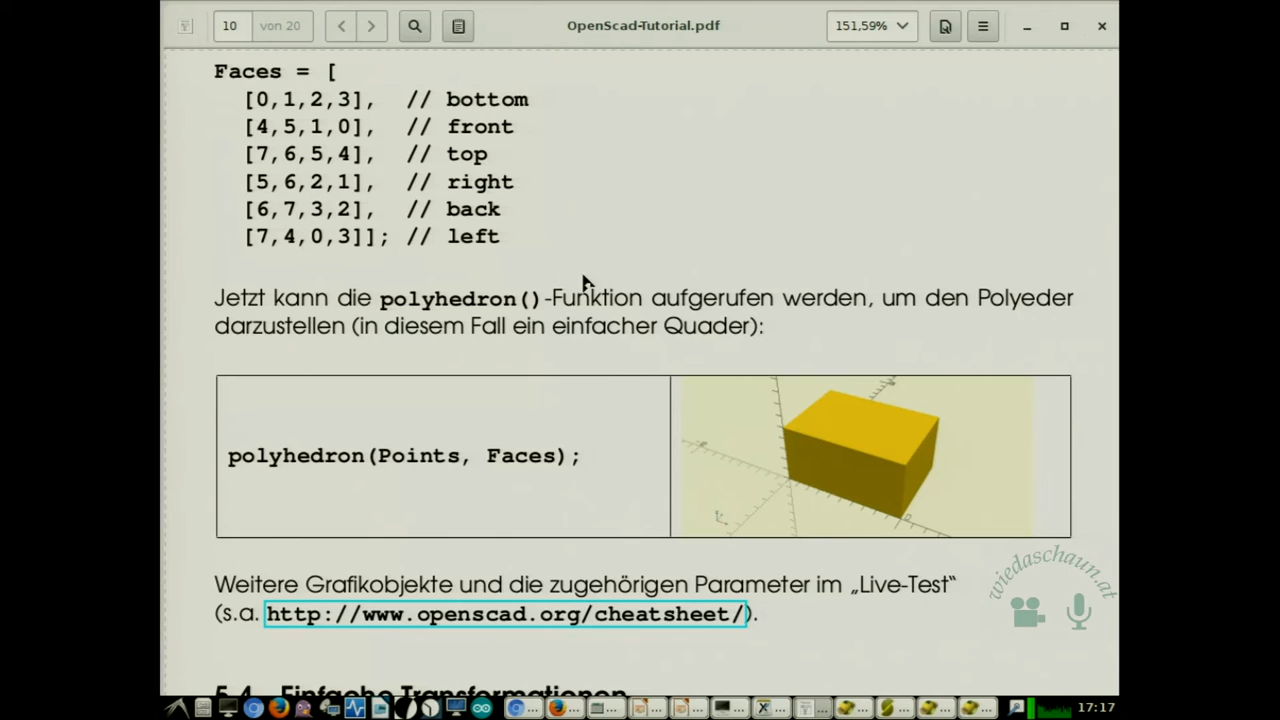 10 von 20 OpenScad-Tutorial.pdf 151,59%
Faces = [
[0,1,2,3], // bottom
[4,5,1,0], // front
[7,6,5,4], // top
[5,6,2,1], // right
[6,7,3,2], // back
[7,4,0,3]]; // left
Jetzt kann die polyhedron()-Funktion aufgerufen werden, um den Polyeder
darzustellen (in diesem Fall ein einfacher Quader):
polyhedron(Points, Faces);
Weitere Grafikobjekte und die zugehörigen Parameter im „Live-Test“
(s.a. http://www.openscad.org/cheatsheet/).
wiedaschaun.at
5.4 Einfache Transformationen
17:17